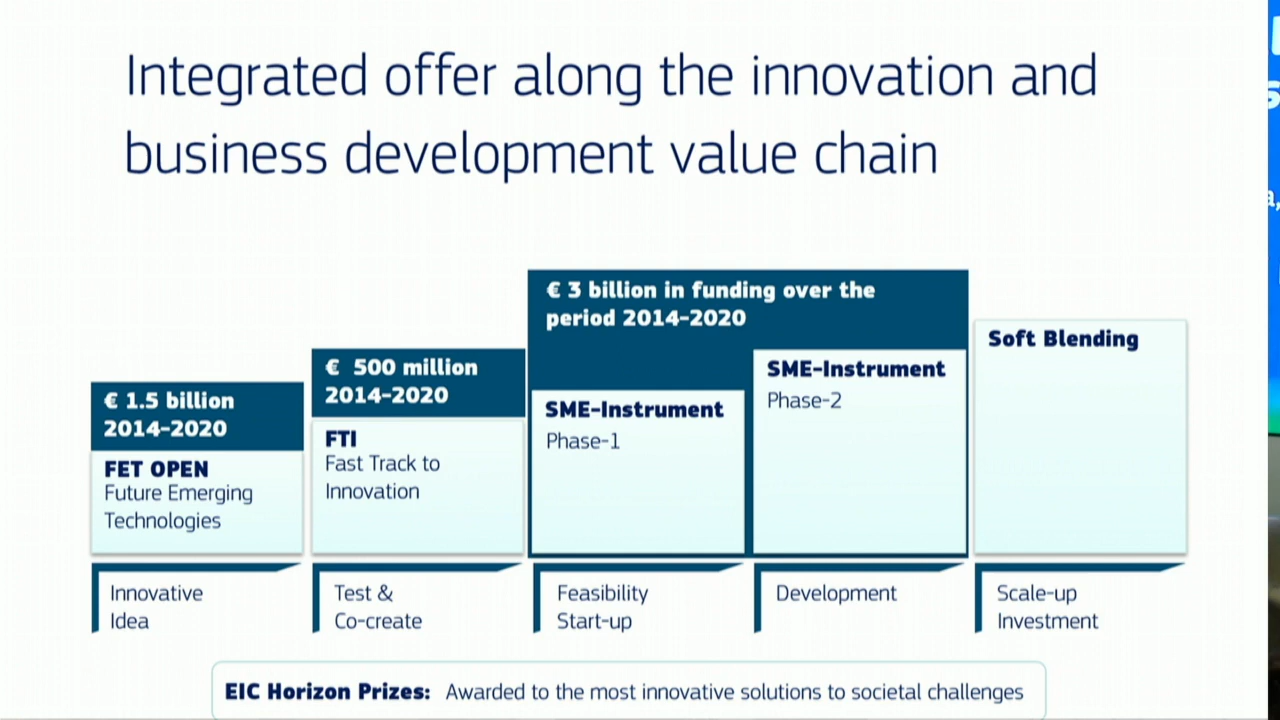 Integrated offer along the innovation and
business development value chain
€ 3 billion in funding over the
period 2014-2020
Soft Blending
€ 500 million
2014-2020
SME-Instrument
Phase-2
€ 1.5 billion
2014-2020
SME-Instrument
Phase-1
FTI
Fast Track to
Innovation
FET OPEN
Future Emerging
Technologies
Innovative
Idea
Test &
Co-create
Feasibility
Start-up
Development
Scale-up
Investment
EIC Horizon Prizes: Awarded to the most innovative solutions to societal challenges